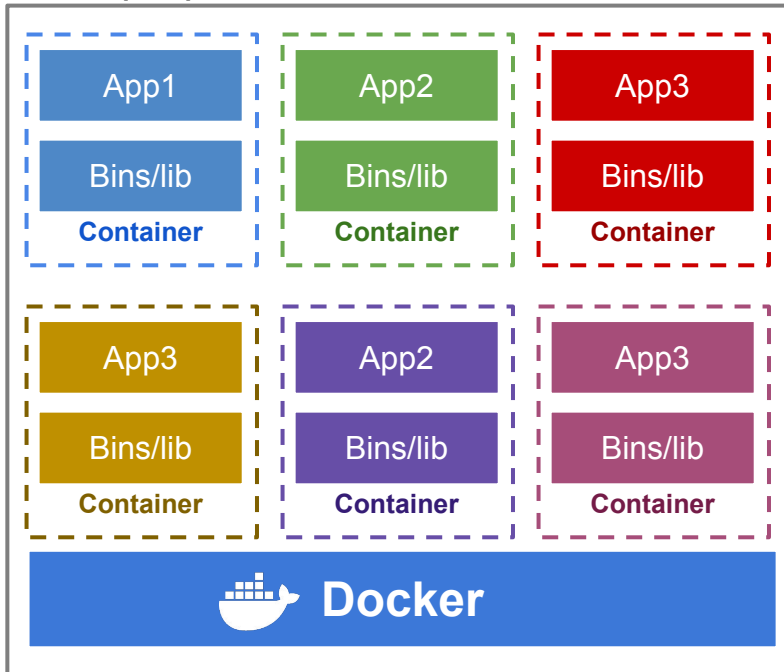 App1
Bins/lib
Container
App2
Bins/lib
Container
App3
Bins/lib
Container
App3
Bins/lib
Container
App2
Bins/lib
Container
App3
Bins/lib
Container
Docker